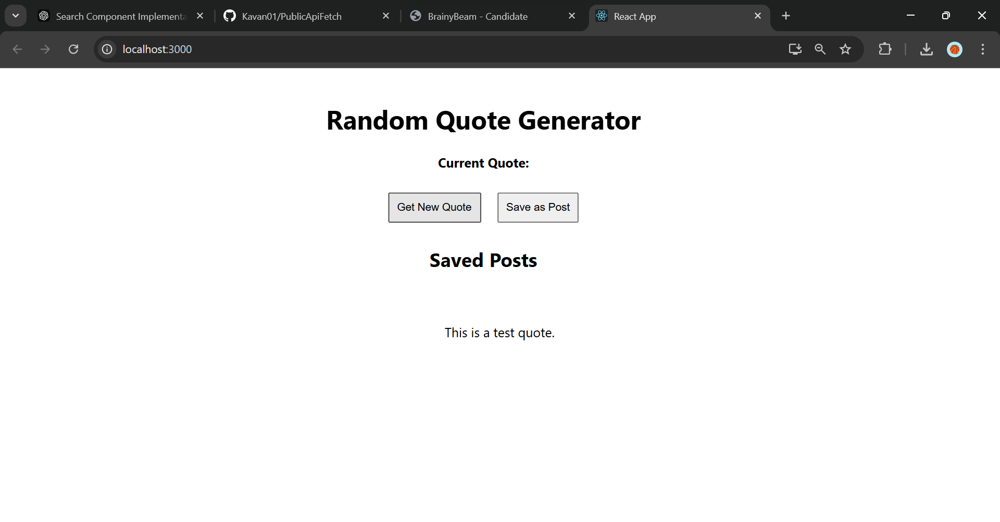 Search Component Implementa
Kavan01/PublicApiFetch
BrainyBeam - Candidate
React App
localhost:3000
Random Quote Generator
Current Quote:
Get New Quote
Save as Post
Saved Posts
This is a test quote.